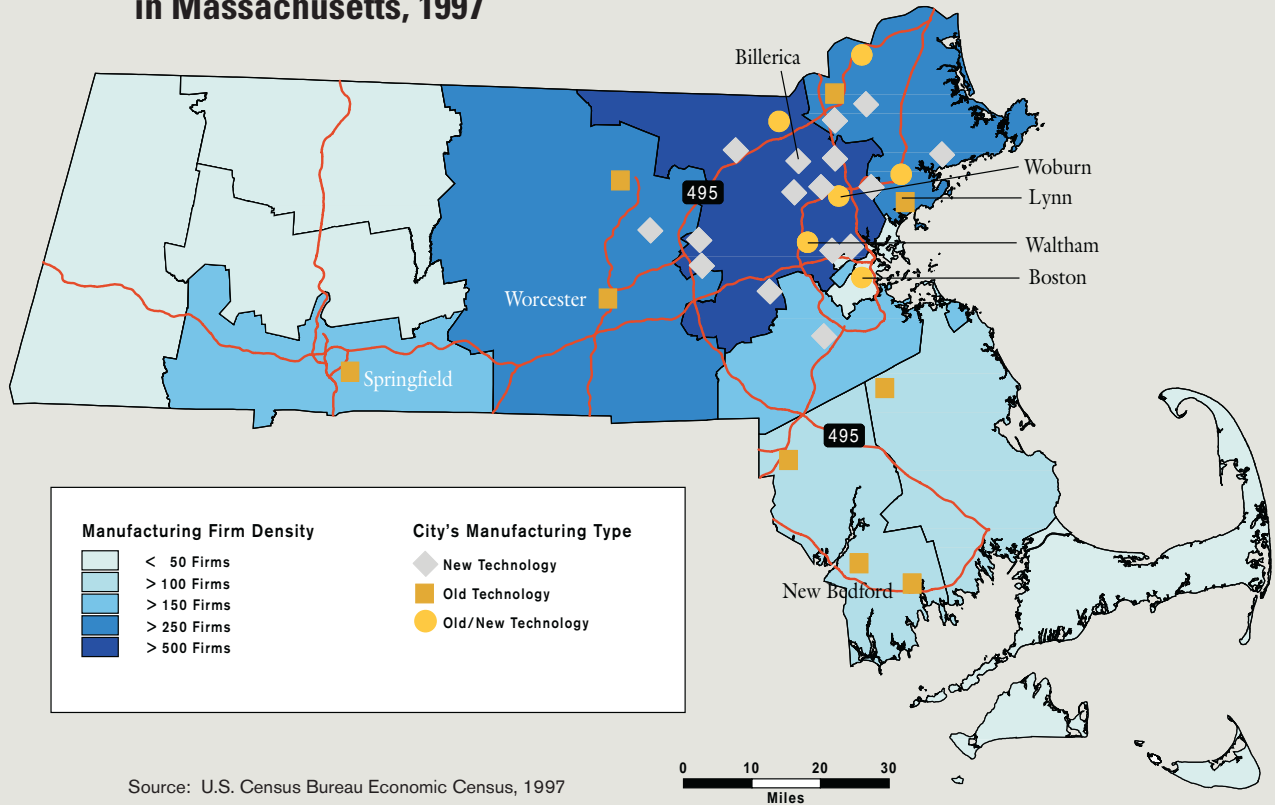 in Massachusetts, 1997
Billerica
Woburn
495
Lynn
Waltham
Boston
Worcester
Springfield
495
New Bedford
Manufacturing Firm Density
< 50 Firms
> 100 Firms
> 150 Firms
> 250 Firms
> 500 Firms
City's Manufacturing Type
New Technology
Old Technology
Old/New Technology
Source: U.S. Census Bureau Economic Census, 1997
0 10 20 30
Miles